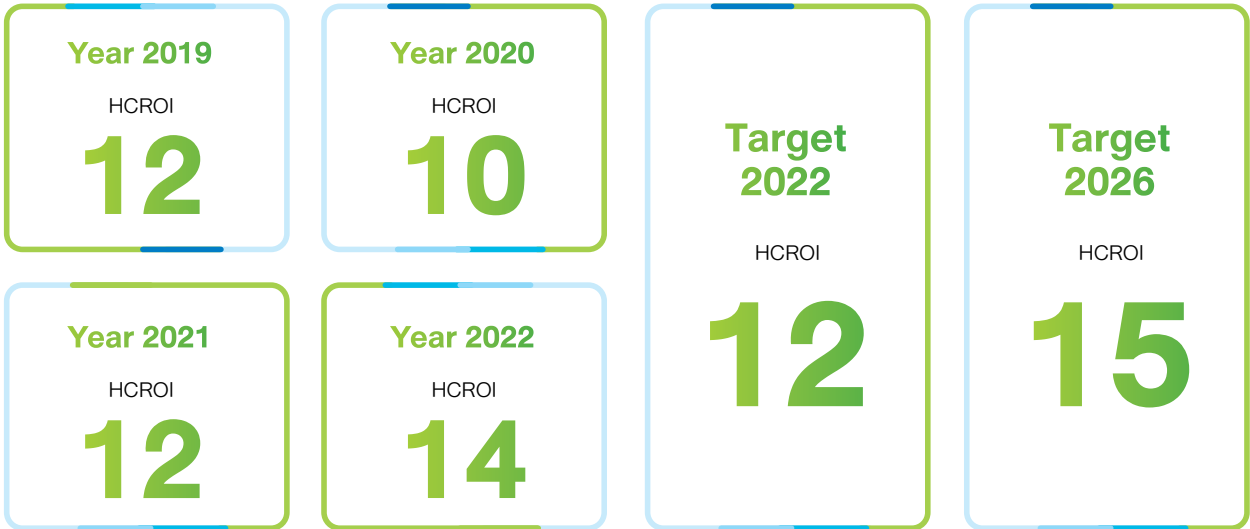 Year 2019
HCROI
12
Year 2020
HCROI
10
Year 2021
HCROI
12
Year 2022
HCROI
14
Target
2022
HCROI
12
Target
2026
HCROI
15